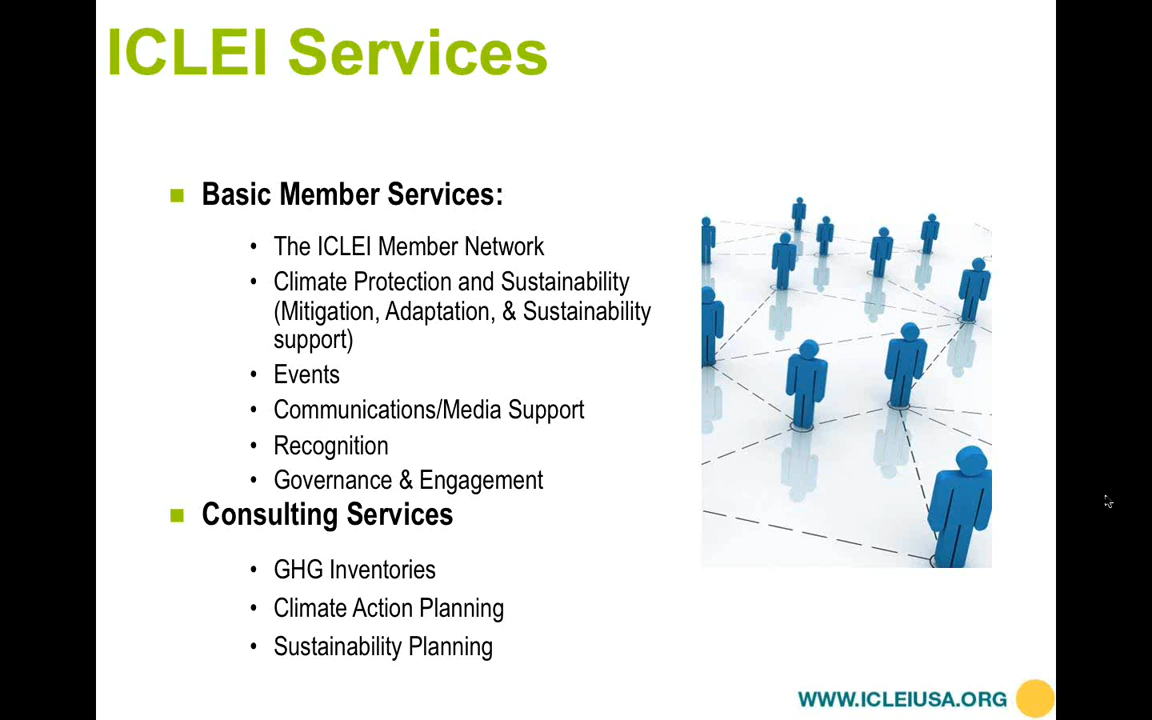 ICLEI Services
Basic Member Services:
• The ICLEI Member Network
• Climate Protection and Sustainability
(Mitigation, Adaptation, & Sustainability
support)
• Events
• Communications/Media Support
• Recognition
• Governance & Engagement
Consulting Services
• GHG Inventories
• Climate Action Planning
• Sustainability Planning
WWW.ICLEIUSA.ORG